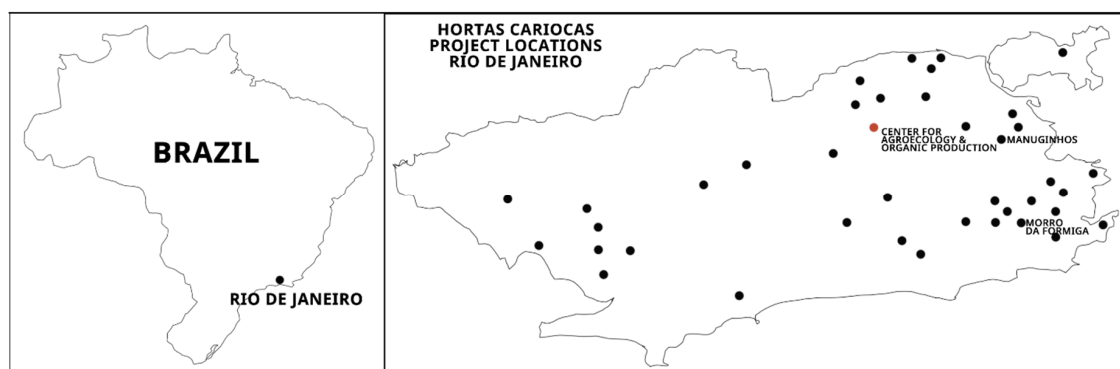 BRAZIL
RIO DE JANEIRO
HORTAS CARIOCAS
PROJECT LOCATIONS
RIO DE JANEIRO
CENTER FOR
AGROECOLOGY &
ORGANIC PRODUCTION
MANUGINHOS
MORRO
DA FORMIGA